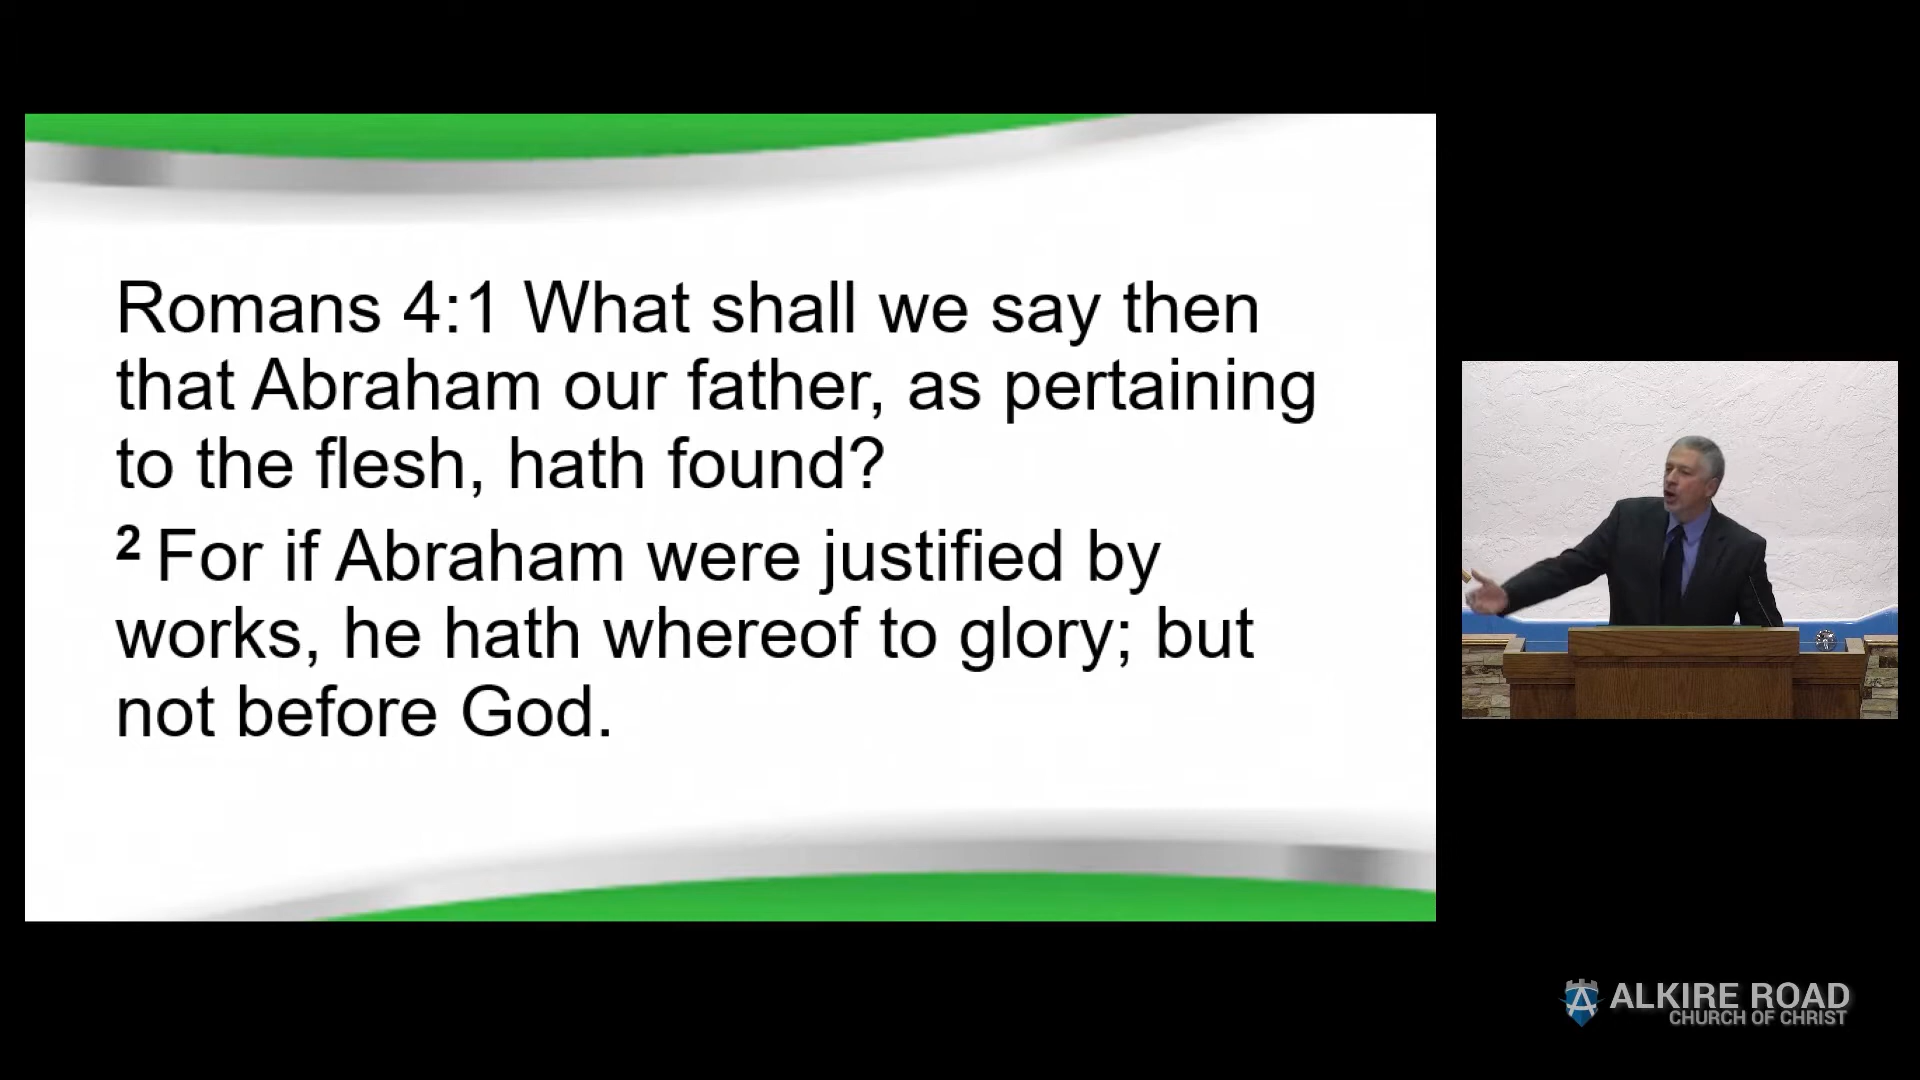 Romans 4:1 What shall we say then
that Abraham our father, as pertaining
to the flesh, hath found?
2 For if Abraham were justified by
works, he hath whereof to glory; but
not before God.
ALKIRE ROAD
CHURCH OF CHRIST